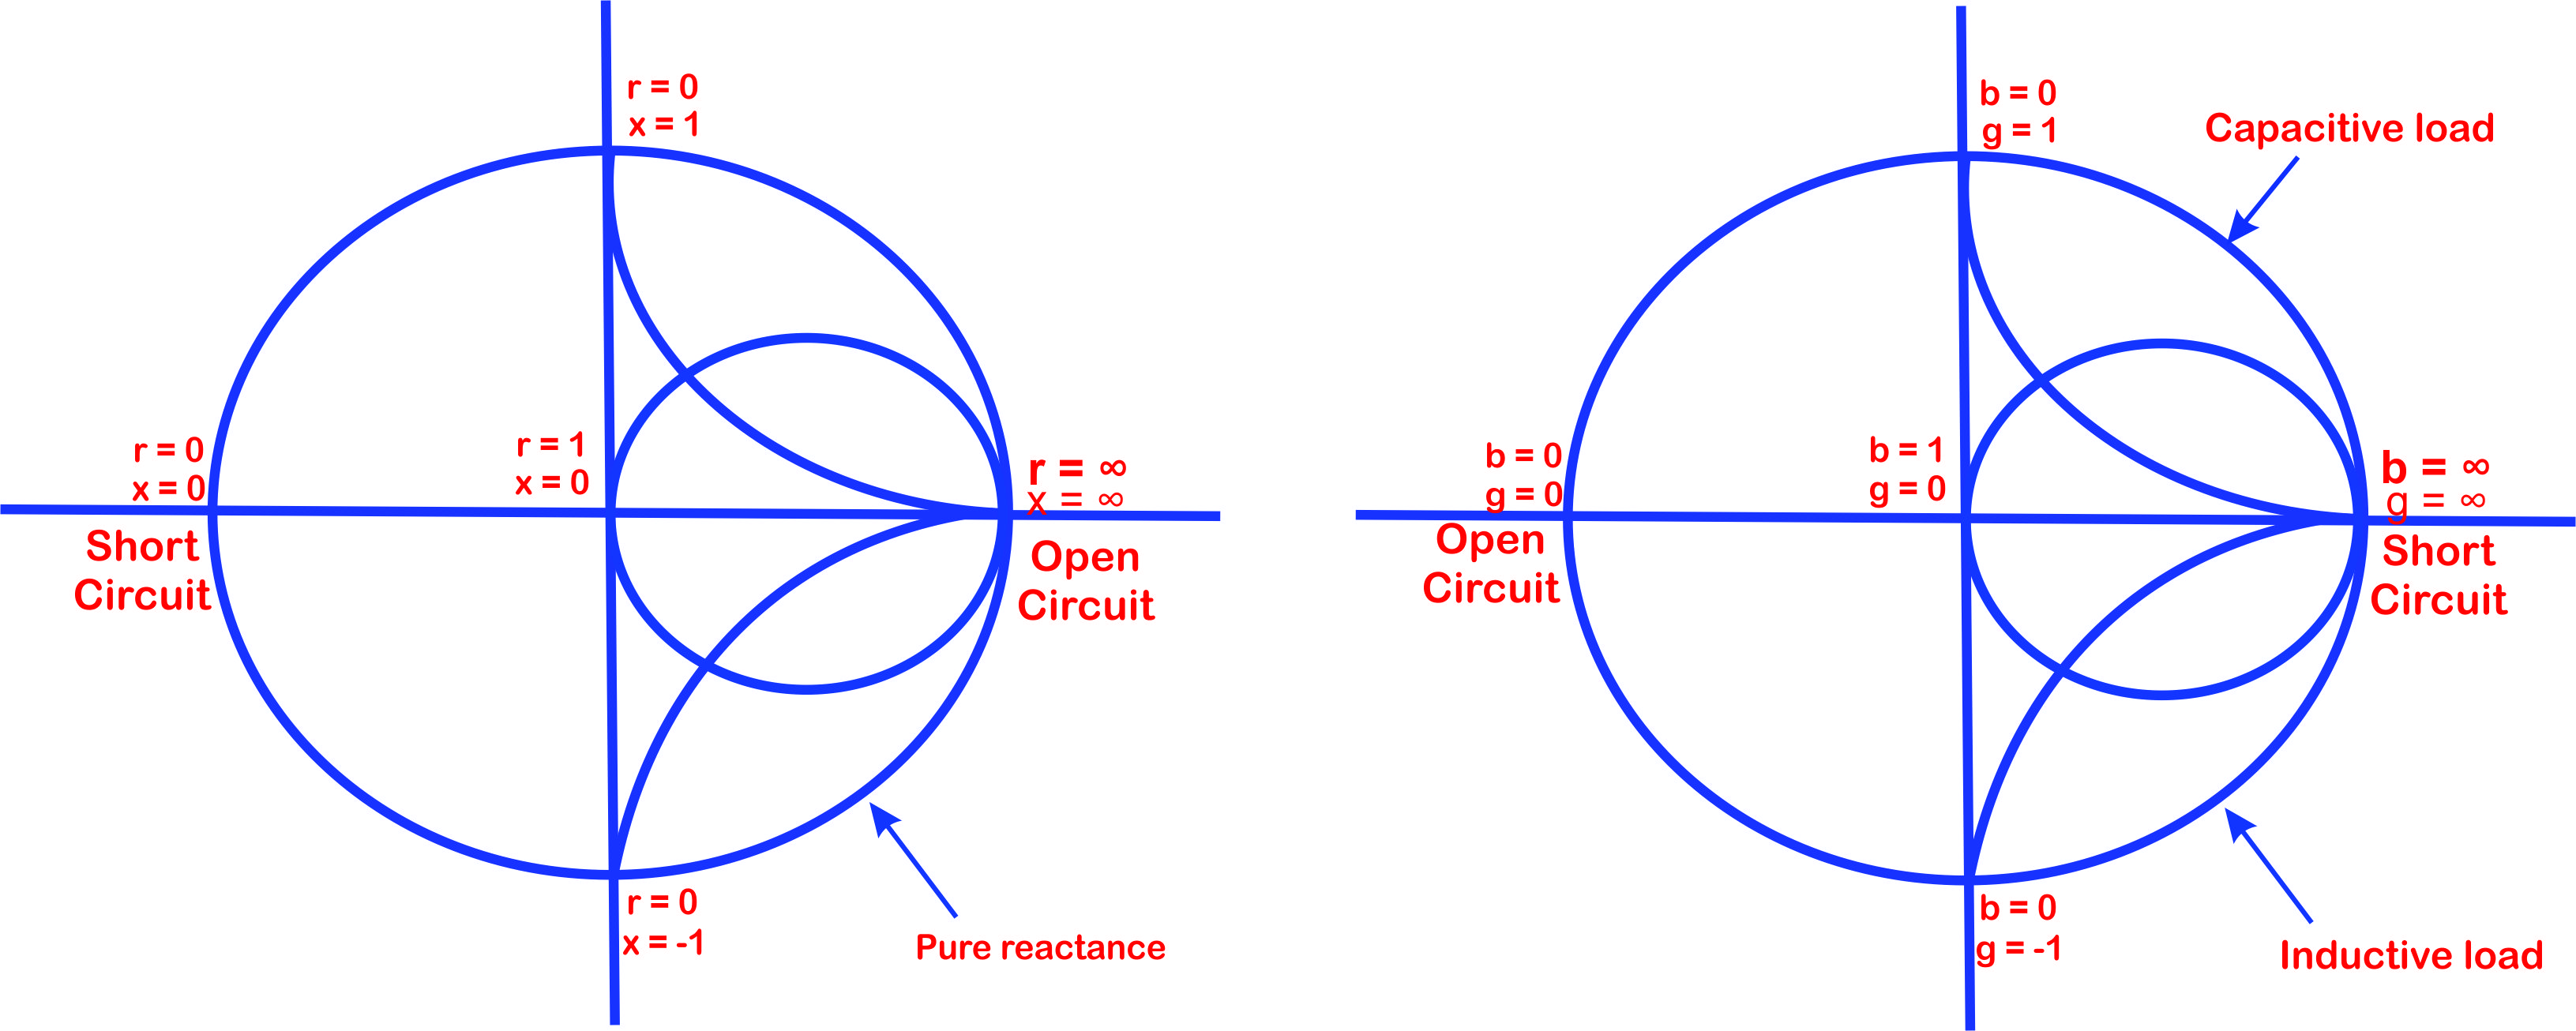 r = 0
x = 1
r = 0
x = 0
Short
Circuit
r = 1
x = 0
r = ∞
x = ∞
Open
Circuit
r = 0
x = -1
Pure reactance
b = 0
g = 1
Capacitive load
b = 0
g = 0
Open
Circuit
b = 1
g = 0
b = ∞
g = ∞
Short
Circuit
b = 0
g = -1
Inductive load